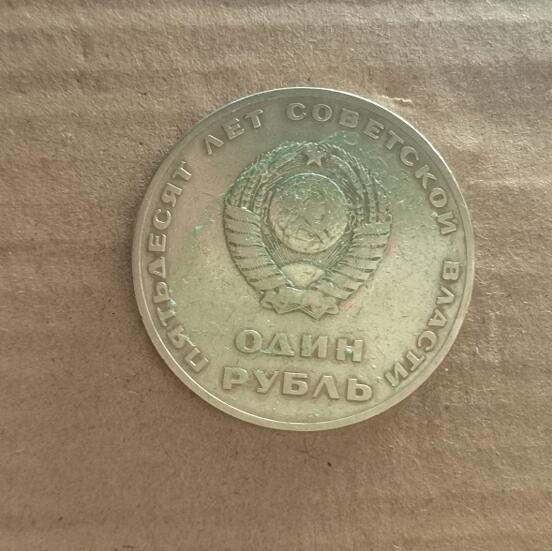 ПЯТЬДЕСЯТ ЛЕТ СОВЕТСКОЙ ВЛАСТИ
ОДИН
РУБЛЬ